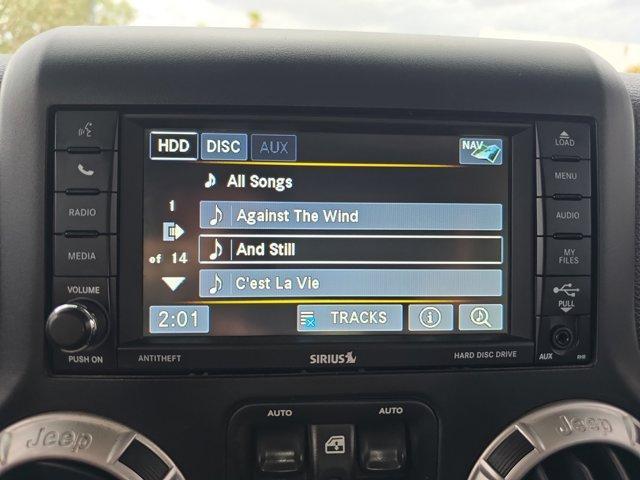 HDD DISC AUX NAV
All Songs
1
of 14
Against The Wind
And Still
C'est La Vie
2:01 TRACKS
RADIO
MEDIA
VOLUME
PUSH ON
LOAD
MENU
AUDIO
MY
FILES
PULL
AUX RHB
ANTITHEFT SIRIUS HARD DISC DRIVE
AUTO AUTO
Jeep Jeep